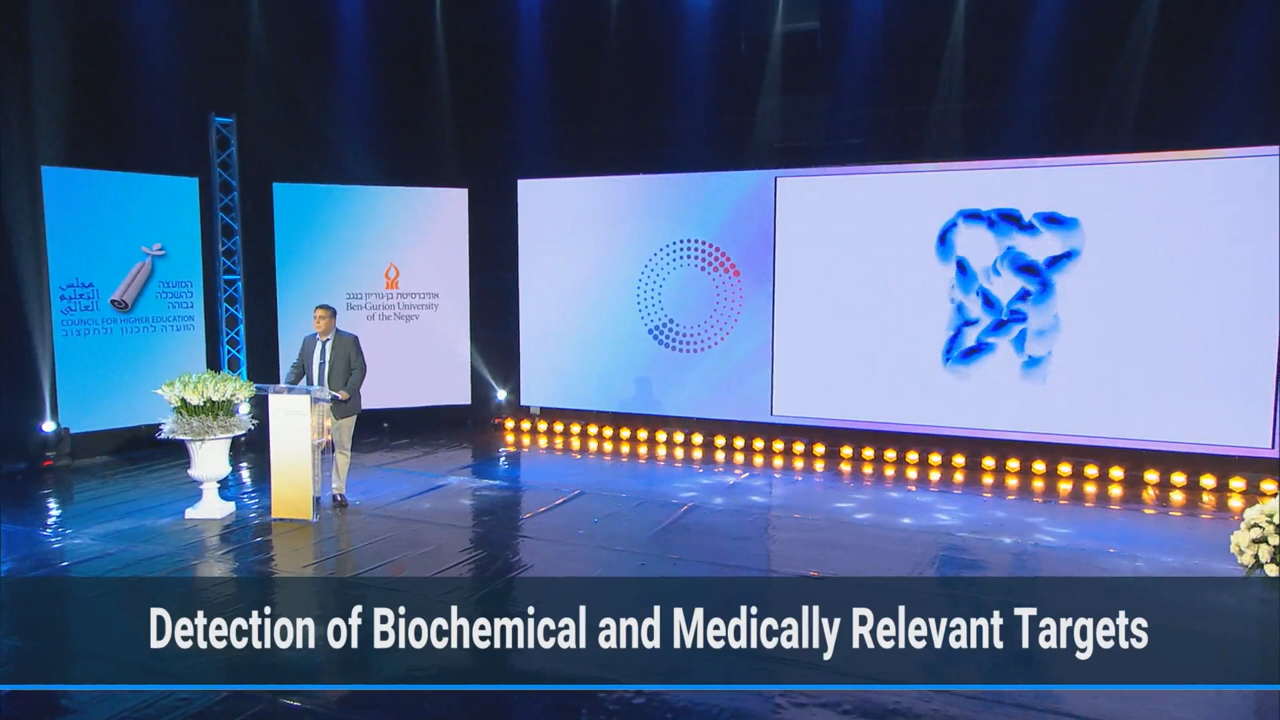 مجلس
التعليم
العالي
המועצה
להשכלה
גבוהה
COUNCIL FOR HIGHER EDUCATION
הוועדה לתכנון ולתקצוב
אוניברסיטת בן-גוריון בנגב
Ben-Gurion University
of the Negev
Detection of Biochemical and Medically Relevant Targets